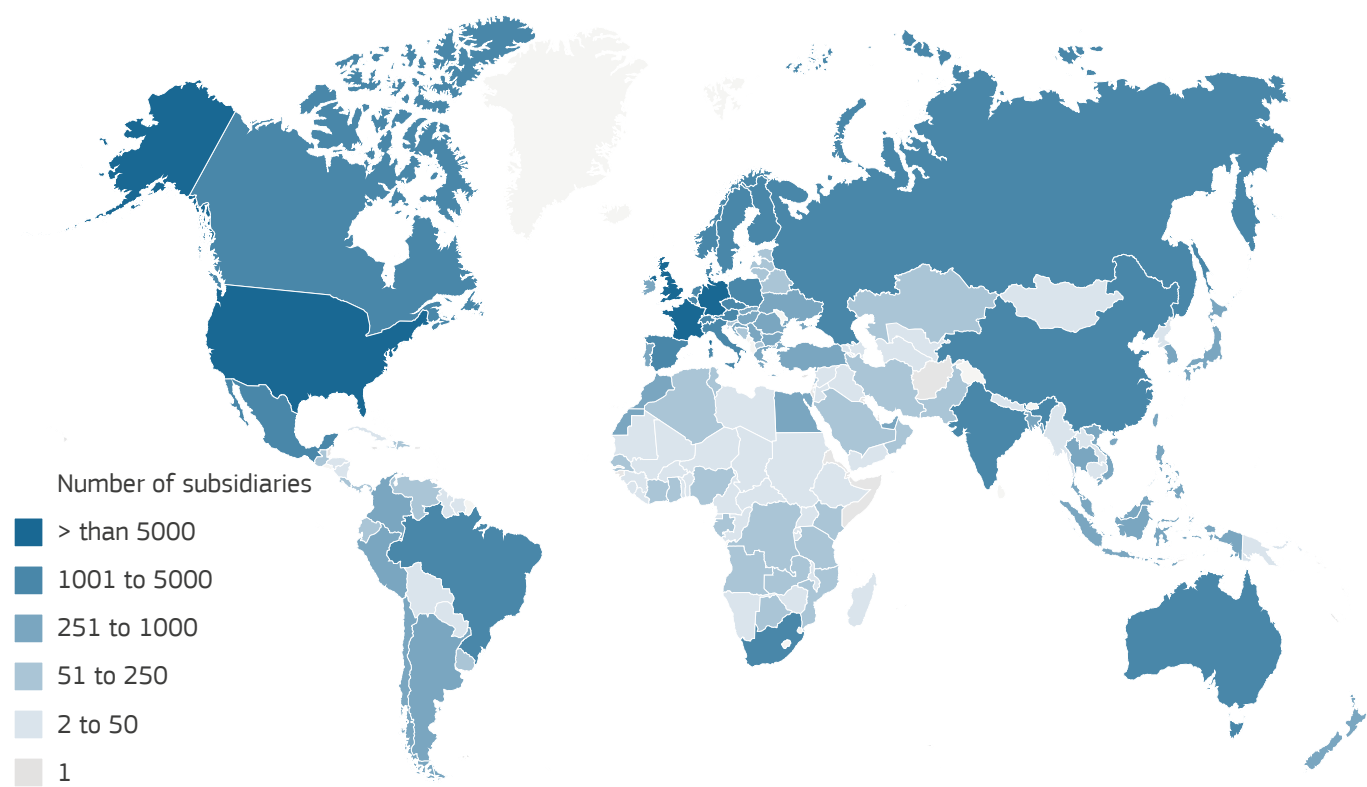 Number of subsidiaries
> than 5000
1001 to 5000
251 to 1000
51 to 250
2 to 50
1